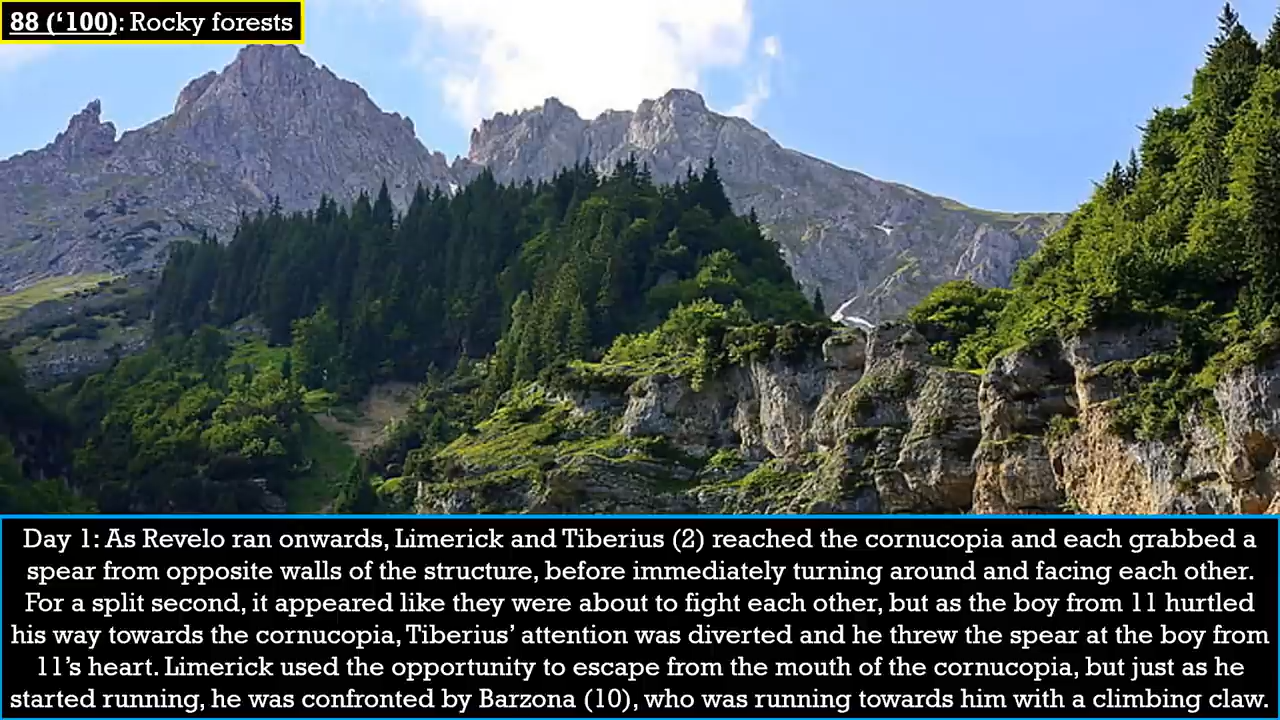 88 (‘100): Rocky forests
Day 1: As Revelo ran onwards, Limerick and Tiberius (2) reached the cornucopia and each grabbed a
spear from opposite walls of the structure, before immediately turning around and facing each other.
For a split second, it appeared like they were about to fight each other, but as the boy from 11 hurtled
his way towards the cornucopia, Tiberius’ attention was diverted and he threw the spear at the boy from
11’s heart. Limerick used the opportunity to escape from the mouth of the cornucopia, but just as he
started running, he was confronted by Barzona (10), who was running towards him with a climbing claw.